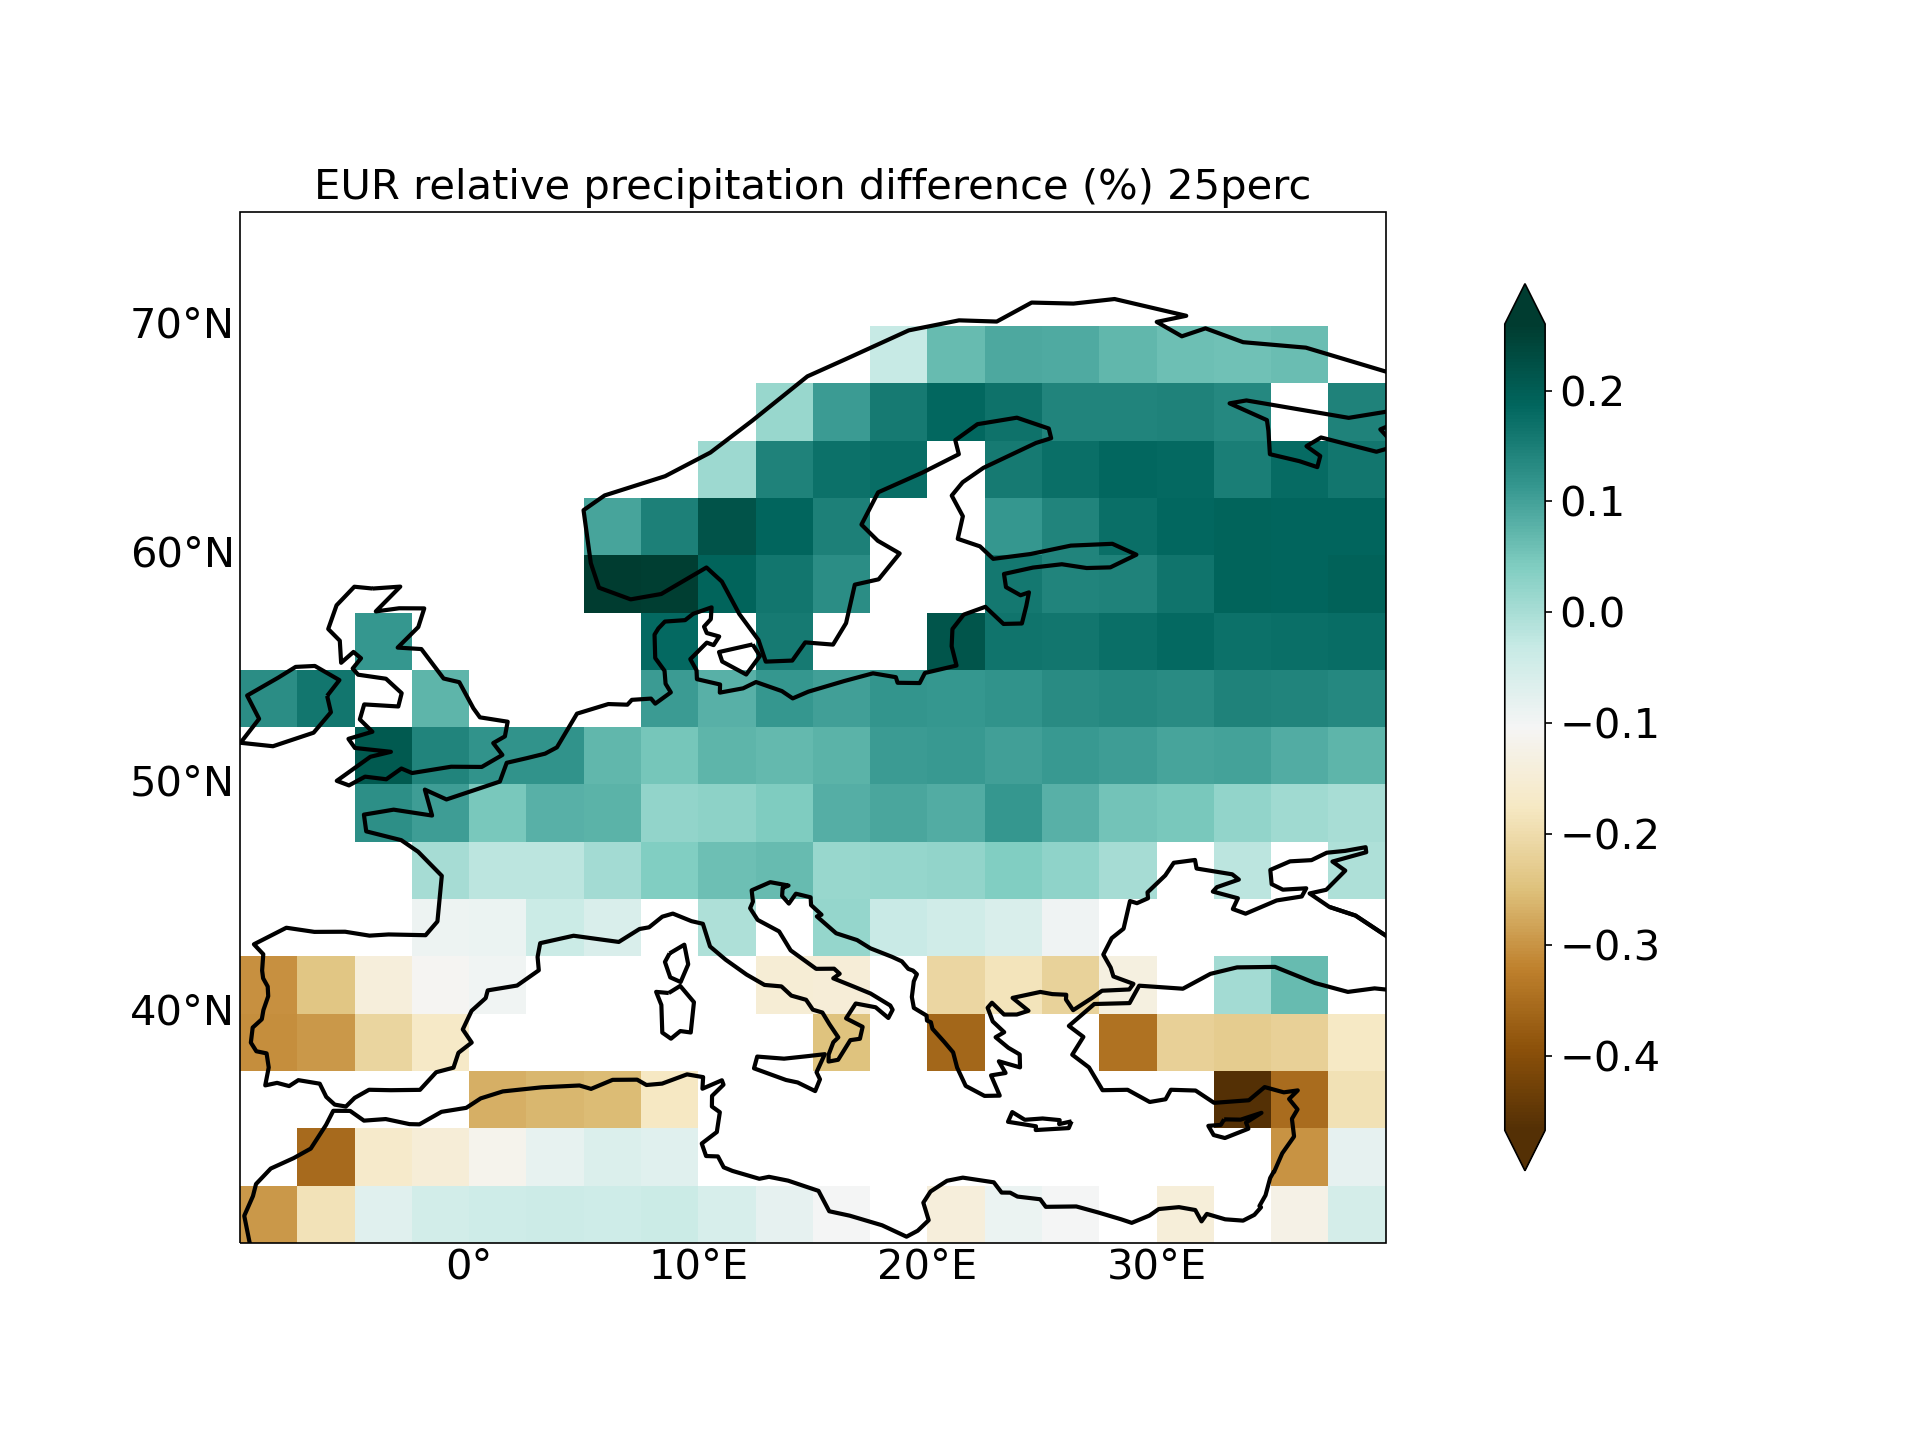 EUR relative precipitation difference (%) 25perc
70°N
60°N
50°N
40°N
0°
10°E
20°E
30°E
0.2
0.1
0.0
−0.1
−0.2
−0.3
−0.4